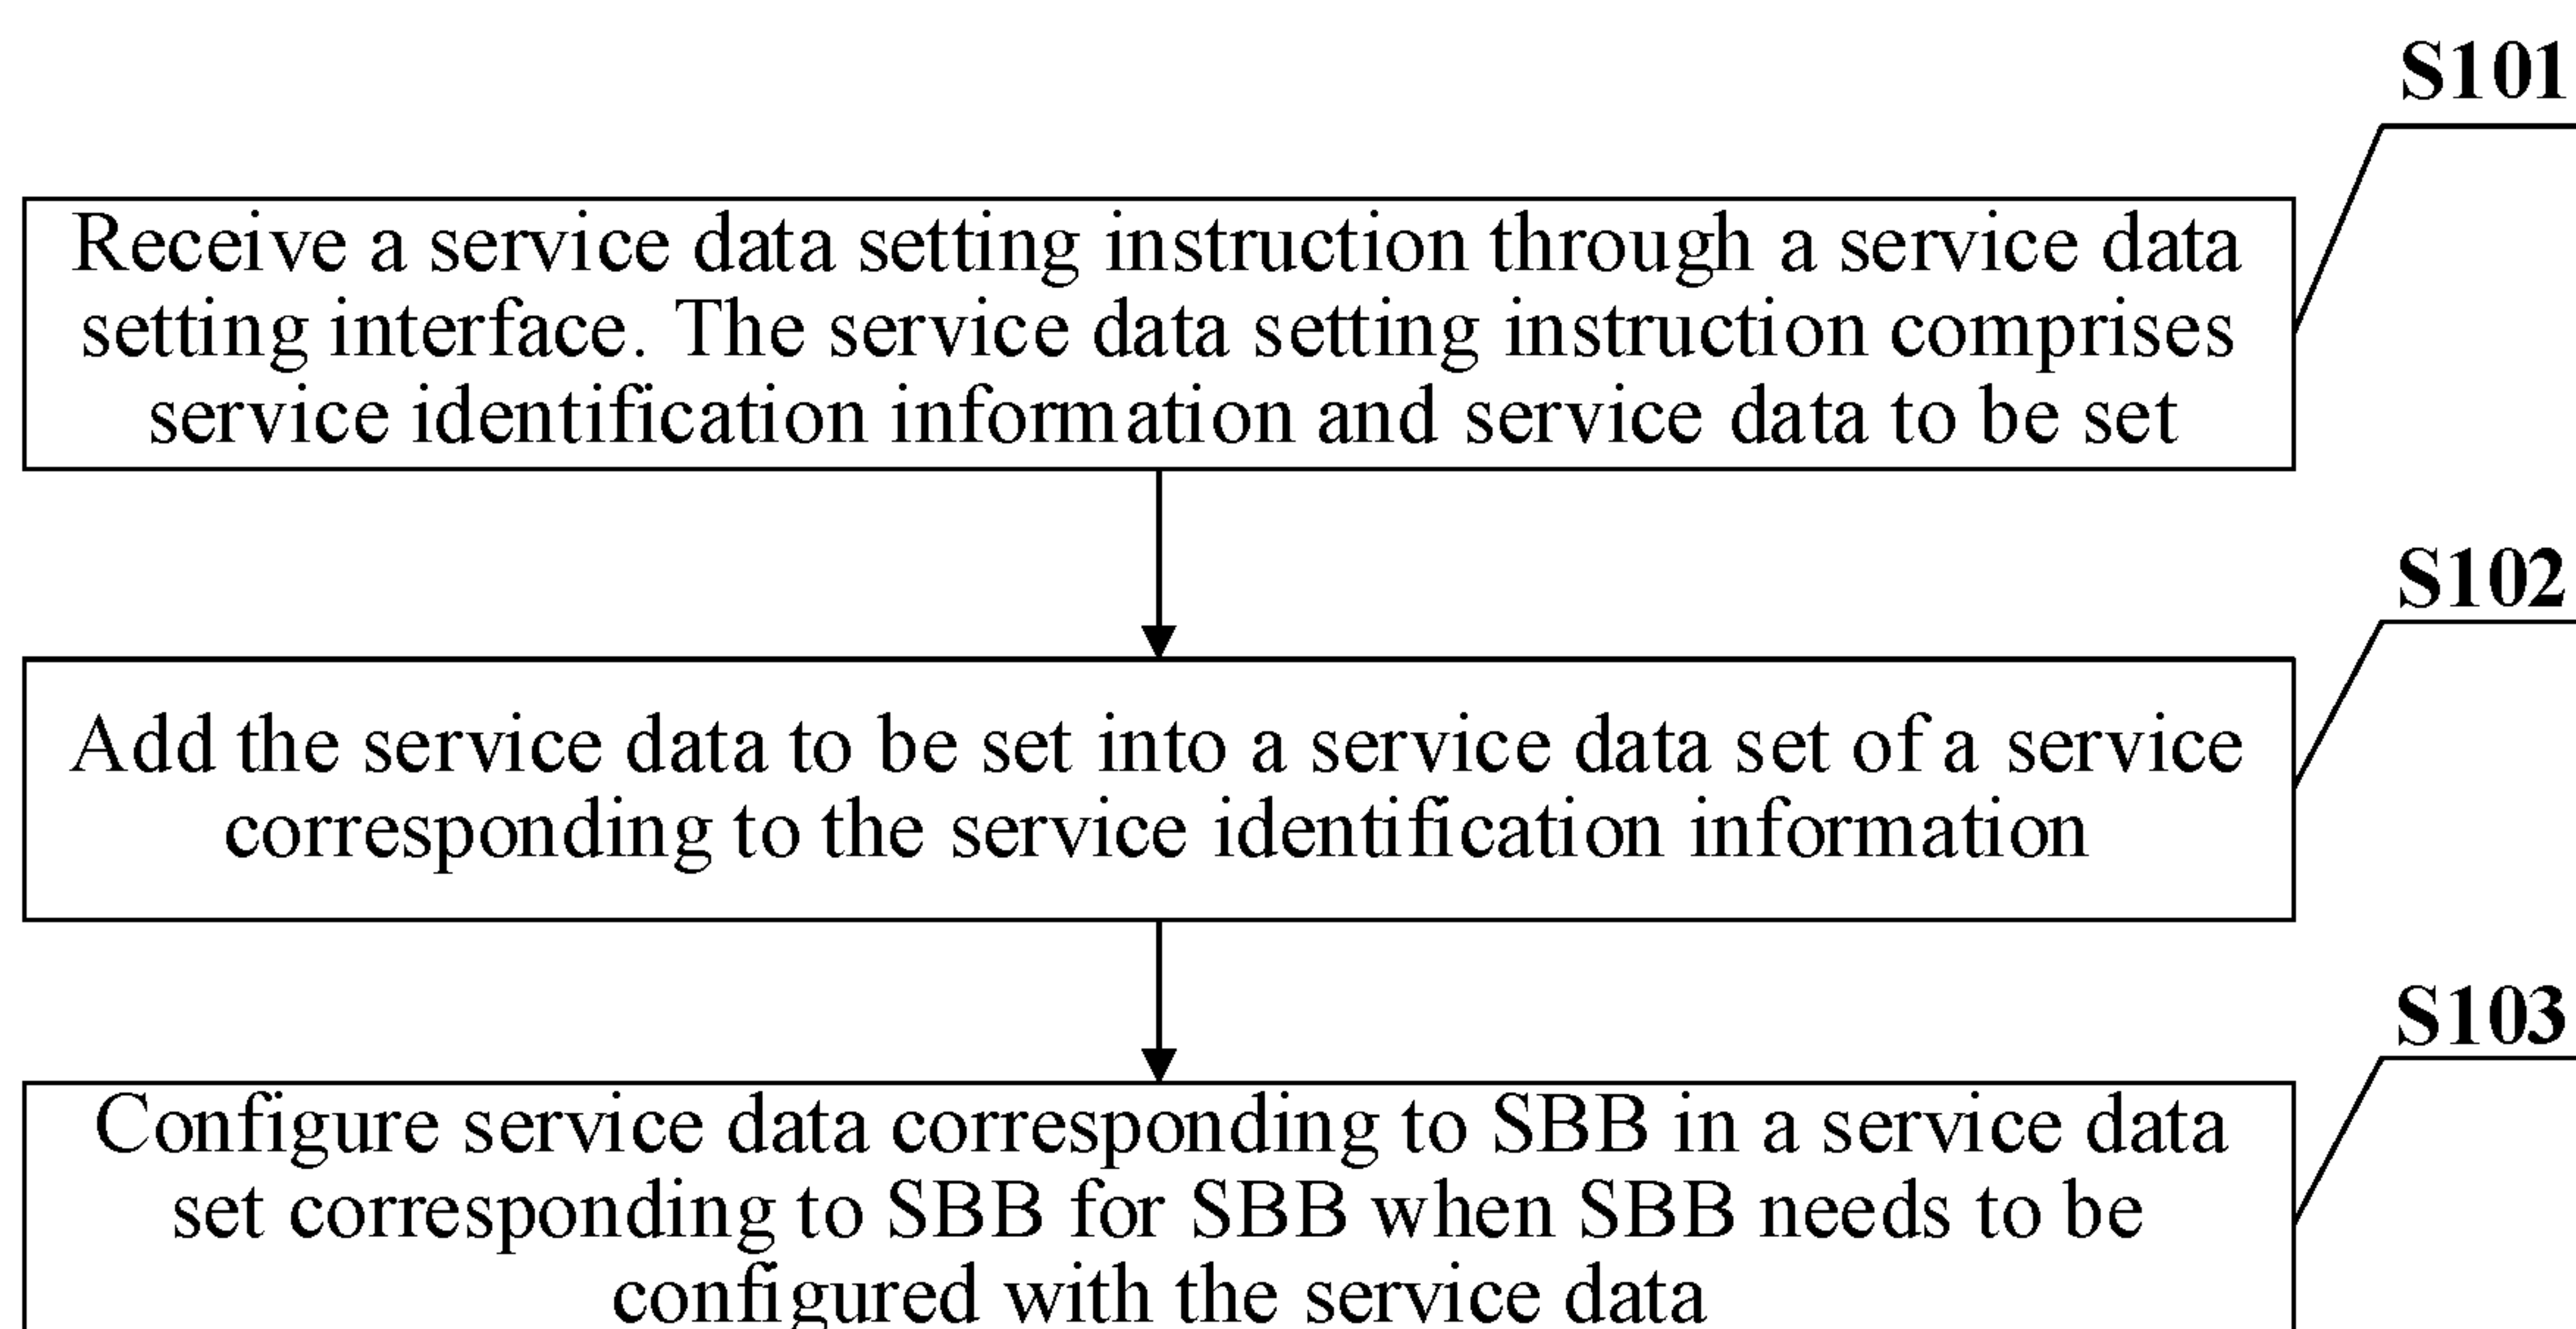 S101
Receive a service data setting instruction through a service data
setting interface. The service data setting instruction comprises
service identification information and service data to be set
S102
Add the service data to be set into a service data set of a service
corresponding to the service identification information
S103
Configure service data corresponding to SBB in a service data
set corresponding to SBB for SBB when SBB needs to be
configured with the service data